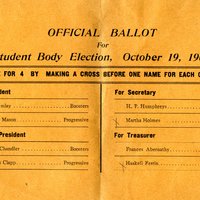 OFFICIAL BALLOT
For
Student Body Election, October 19, 19
FOR 4 BY MAKING A CROSS BEFORE ONE NAME FOR EACH
For Secretary
Boosters
H. P. Humphreys
Mason Progressive
Martha Holmes
President
For Treasurer
Chandler Boosters
Frances Abernathy
Clapp Progressive
Haskell Ferrin